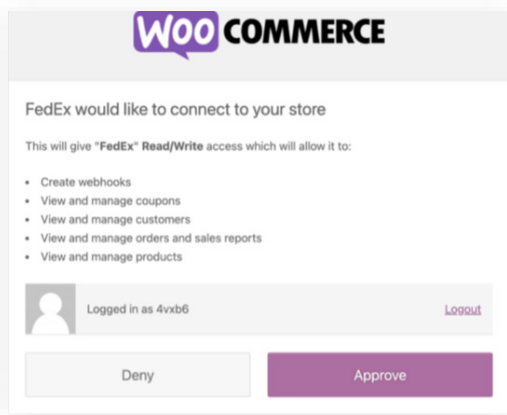 WOO COMMERCE
FedEx would like to connect to your store
This will give "FedEx" Read/Write access which will allow it to:
• Create webhooks
• View and manage coupons
• View and manage customers
• View and manage orders and sales reports
• View and manage products
Logged in as 4vxb6 Logout
Deny Approve